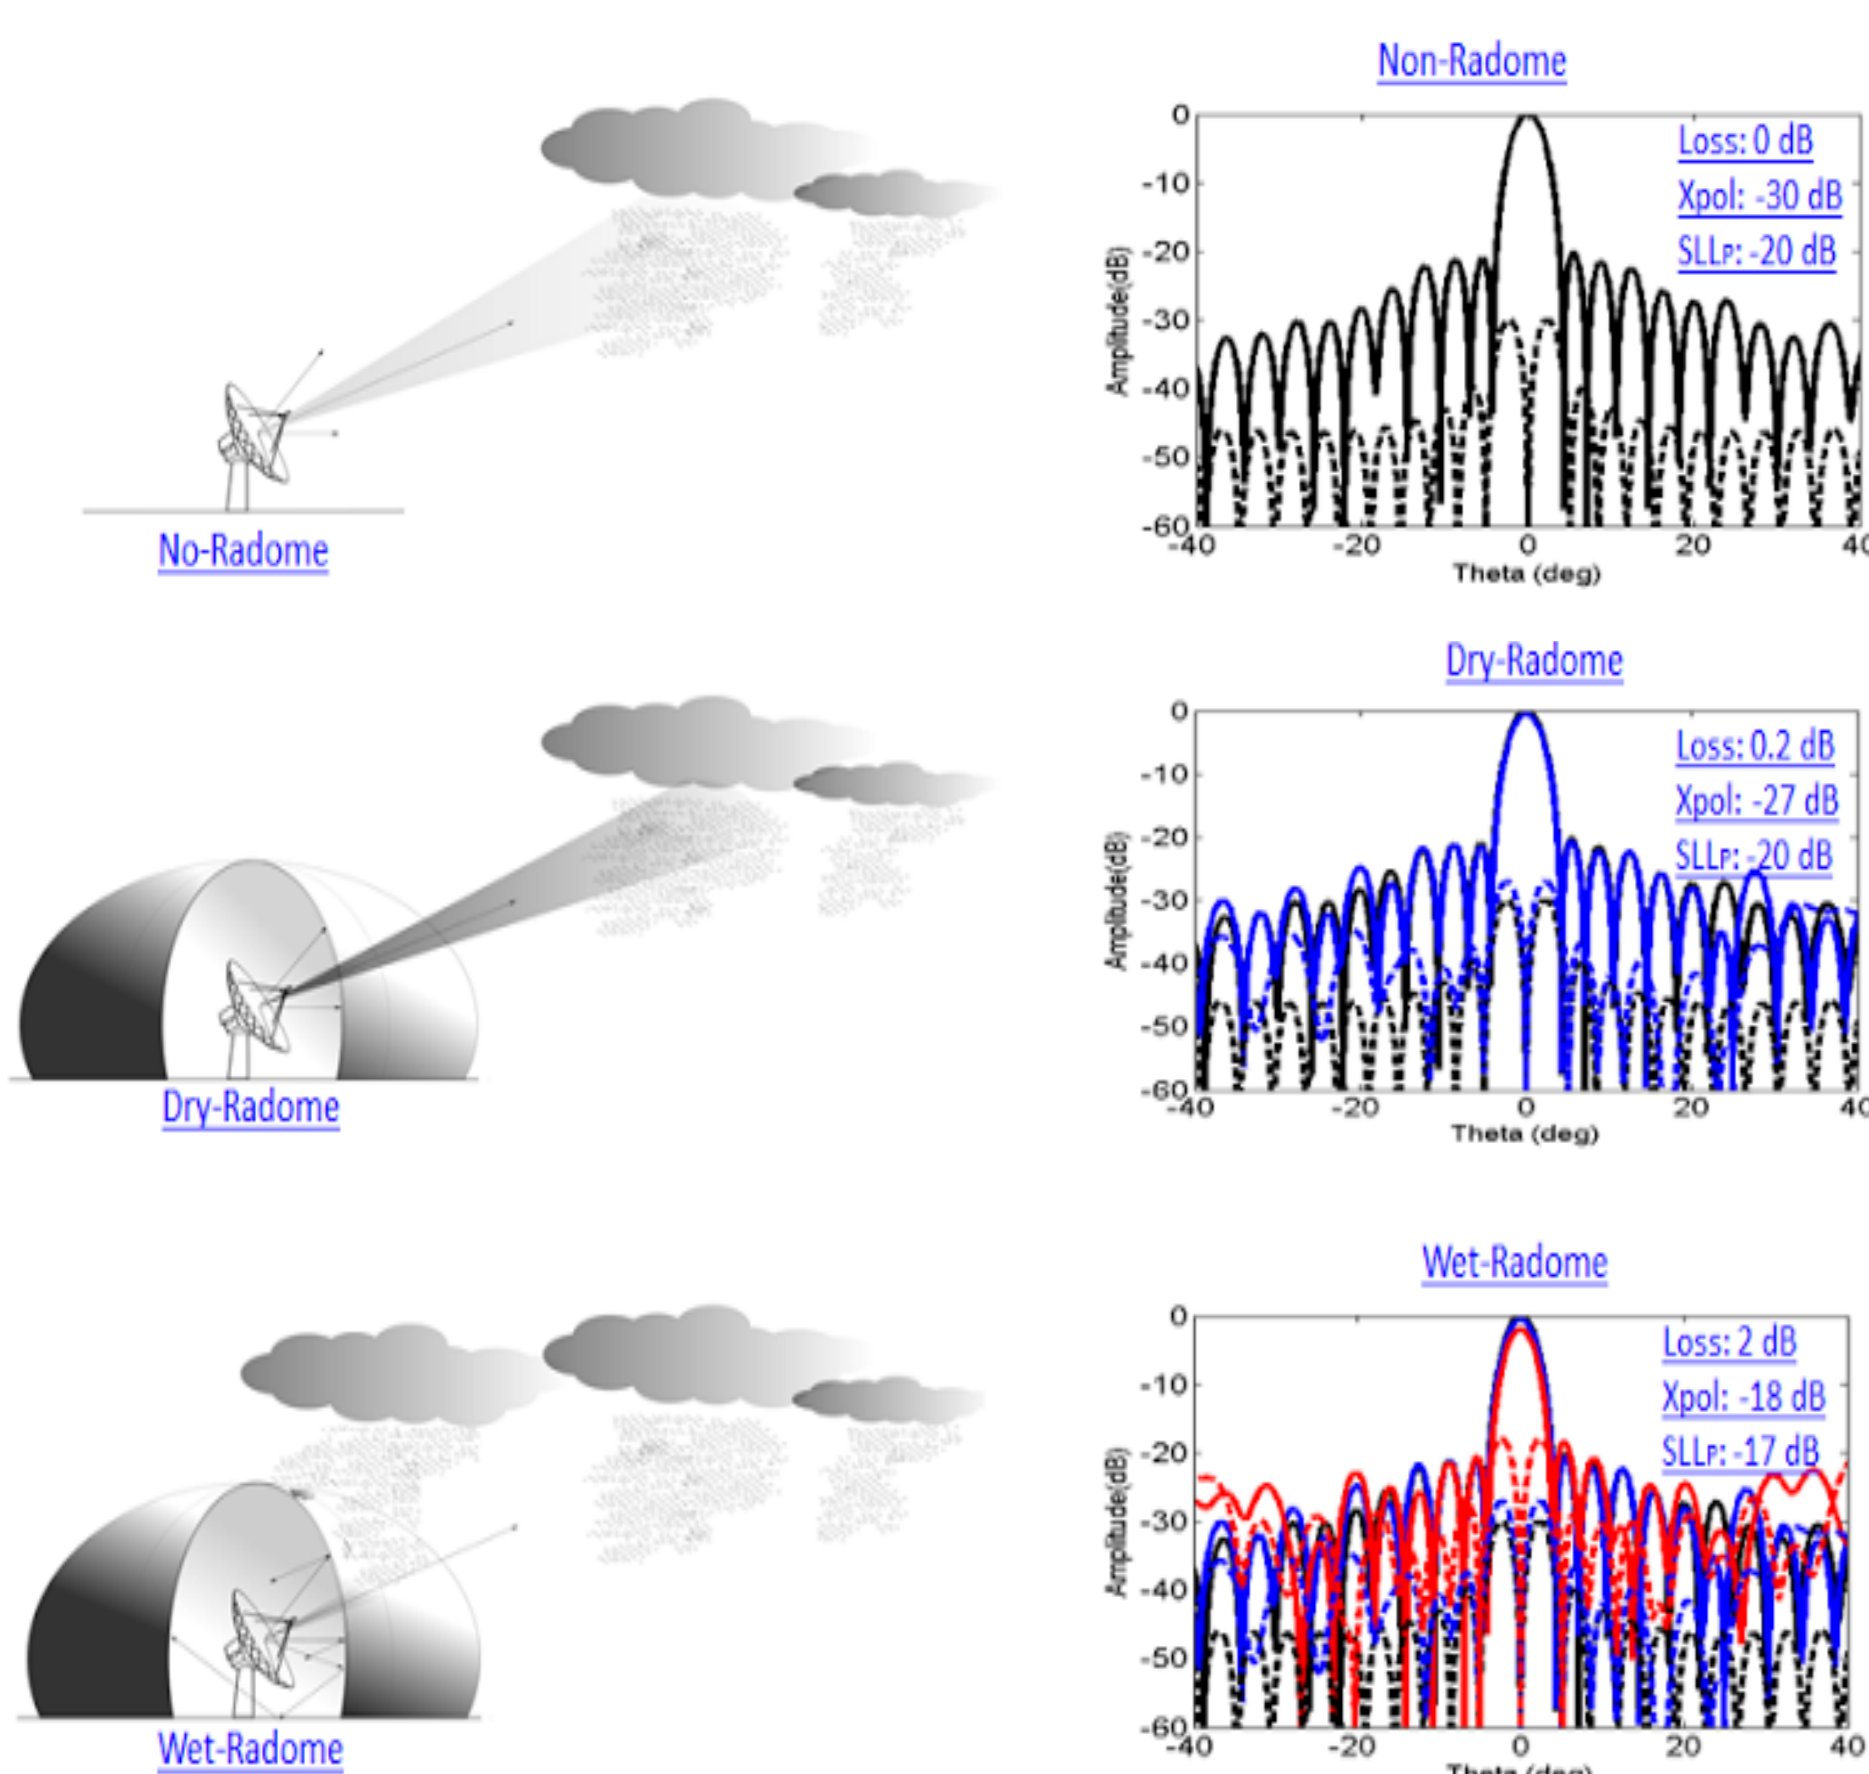 Non-Radome
0
-10
-20
-30
-40
-50
-60
Amplitude(dB)
Loss: 0 dB
Xpol: -30 dB
SLLP: -20 dB
-40
-20
0
20
40
Theta (deg)
No-Radome
Dry-Radome
0
-10
-20
-30
-40
-50
-60
Amplitude(dB)
Loss: 0.2 dB
Xpol: -27 dB
SLLP: -20 dB
-40
-20
0
20
40
Theta (deg)
Dry-Radome
Wet-Radome
0
-10
-20
-30
-40
-50
-60
Amplitude(dB)
Loss: 2 dB
Xpol: -18 dB
SLLP: -17 dB
-40
-20
0
20
40
Theta (deg)
Wet-Radome